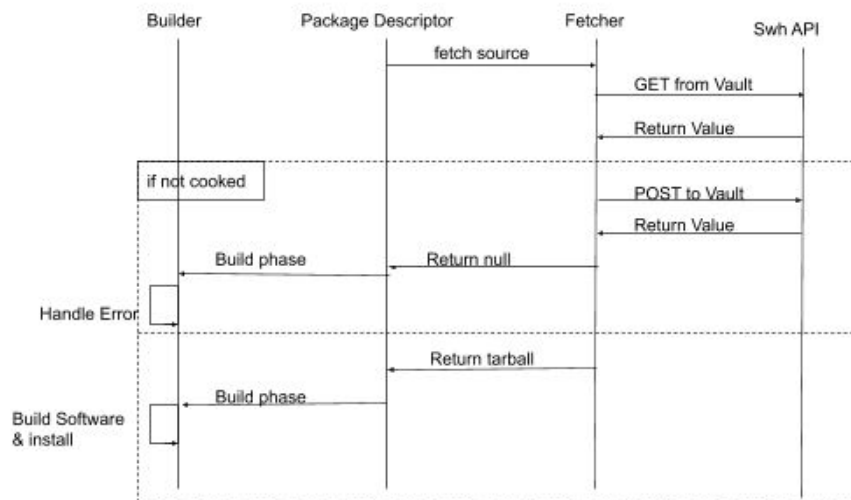 Builder
Package Descriptor
Fetcher
Swh API
fetch source
GET from Vault
Return Value
if not cooked
POST to Vault
Return Value
Build phase
Return null
Handle Error
Return tarball
Build phase
Build Software
& install